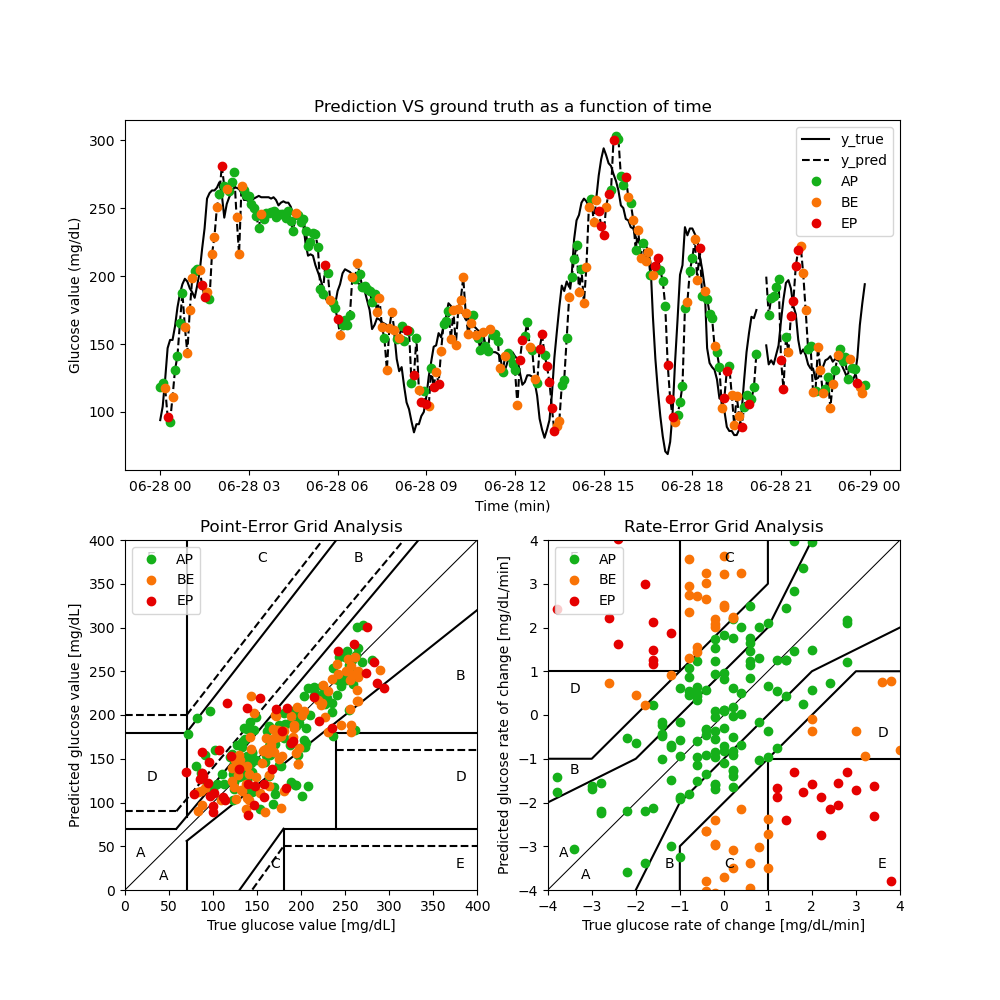 Prediction VS ground truth as a function of time
Glucose value (mg/dL)
300
250
200
150
100
y_true
y_pred
AP
BE
EP
06-28 00 06-28 03 06-28 06 06-28 09 06-28 12 06-28 15 06-28 18 06-28 21 06-29 00
Time (min)
Point-Error Grid Analysis
Predicted glucose value [mg/dL]
400
350
300
250
200
150
100
50
0
AP
BE
EP
C
B
B
D
D
A
A
C
E
0 50 100 150 200 250 300 350 400
True glucose value [mg/dL]
Rate-Error Grid Analysis
Predicted glucose rate of change [mg/dL/min]
4
3
2
1
0
−1
−2
−3
−4
AP
BE
EP
C
D
D
B
A
A
B
C
E
−4 −3 −2 −1 0 1 2 3 4
True glucose rate of change [mg/dL/min]